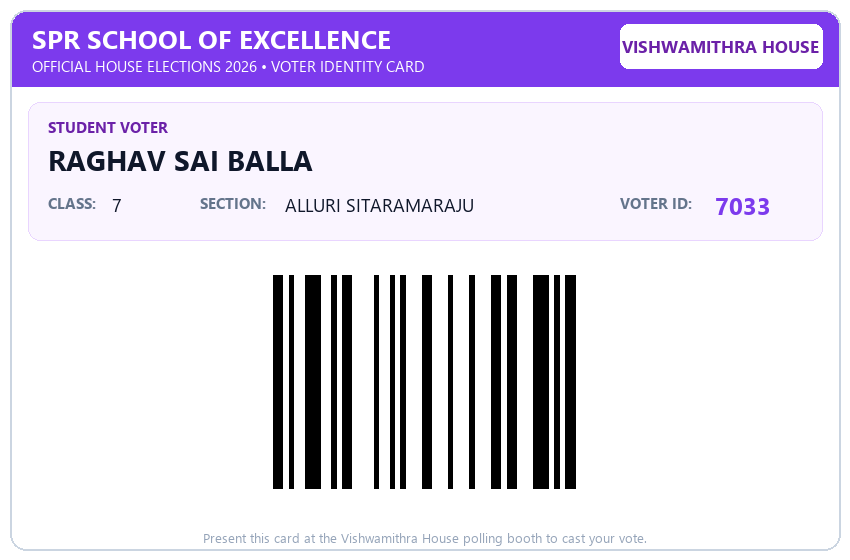 SPR SCHOOL OF EXCELLENCE
OFFICIAL HOUSE ELECTIONS 2026 • VOTER IDENTITY CARD
VISHWAMITHRA HOUSE
STUDENT VOTER
RAGHAV SAI BALLA
CLASS: 7 SECTION: ALLURI SITARAMARAJU VOTER ID: 7033
Present this card at the Vishwamithra House polling booth to cast your vote.